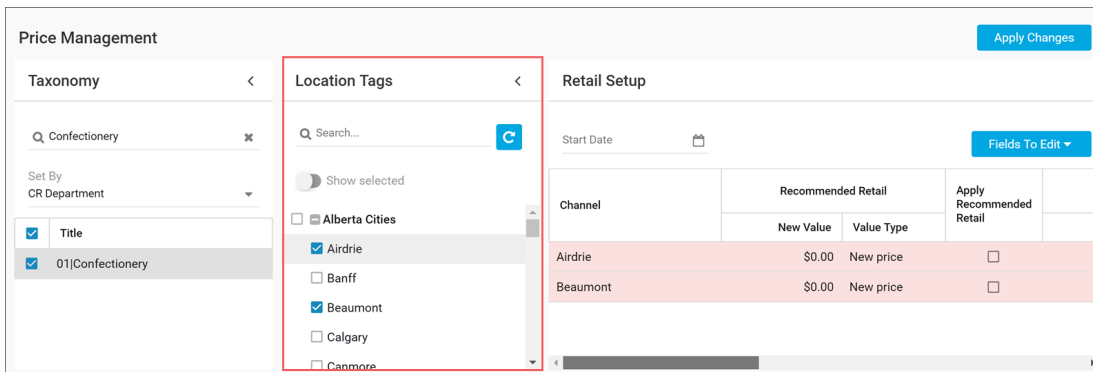 Price Management
Apply Changes
Taxonomy
Confectionery
Set By
CR Department
Title
01|Confectionery
Location Tags
Search...
Show selected
Alberta Cities
Airdrie
Banff
Beaumont
Calgary
Canmore
Retail Setup
Start Date
Fields To Edit
Channel
Recommended Retail
Apply
Recommended
Retail
New Value Value Type
Airdrie $0.00 New price
Beaumont $0.00 New price